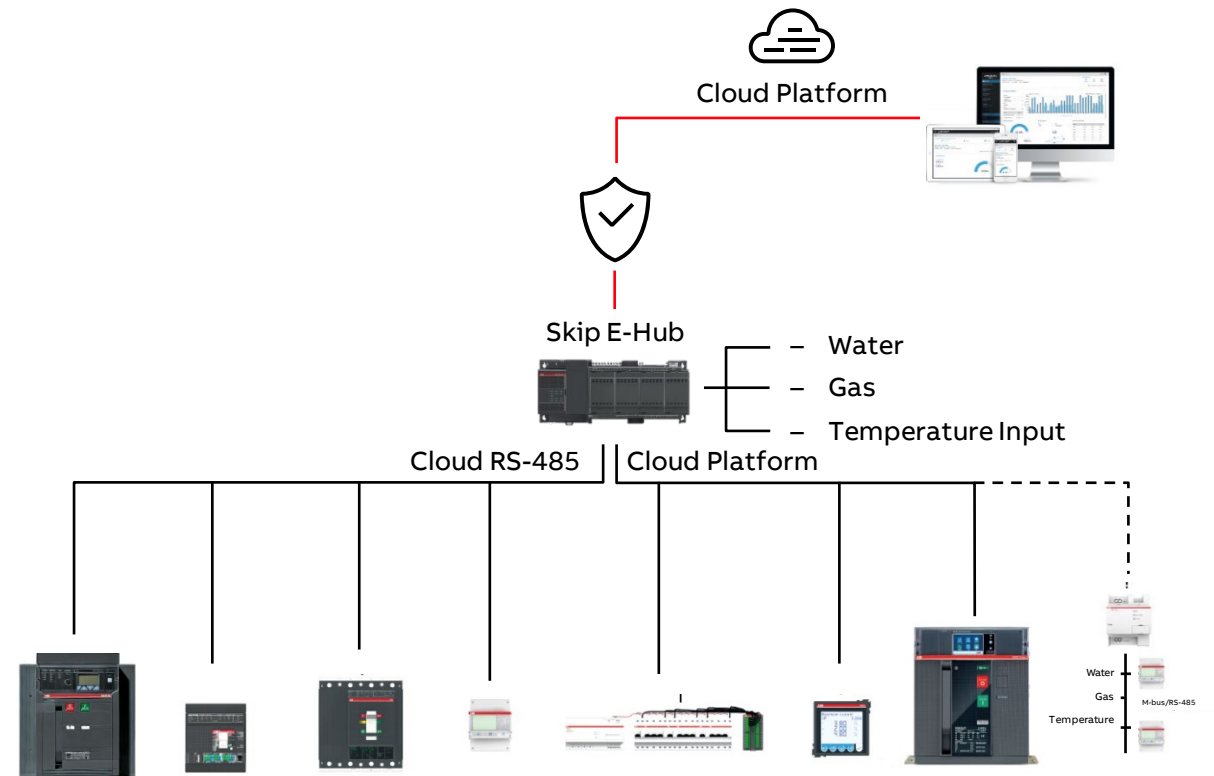 Cloud Platform
Skip E-Hub
– Water
– Gas
– Temperature Input
Cloud RS-485
Cloud Platform
Water
Gas
Temperature
M-bus/RS-485